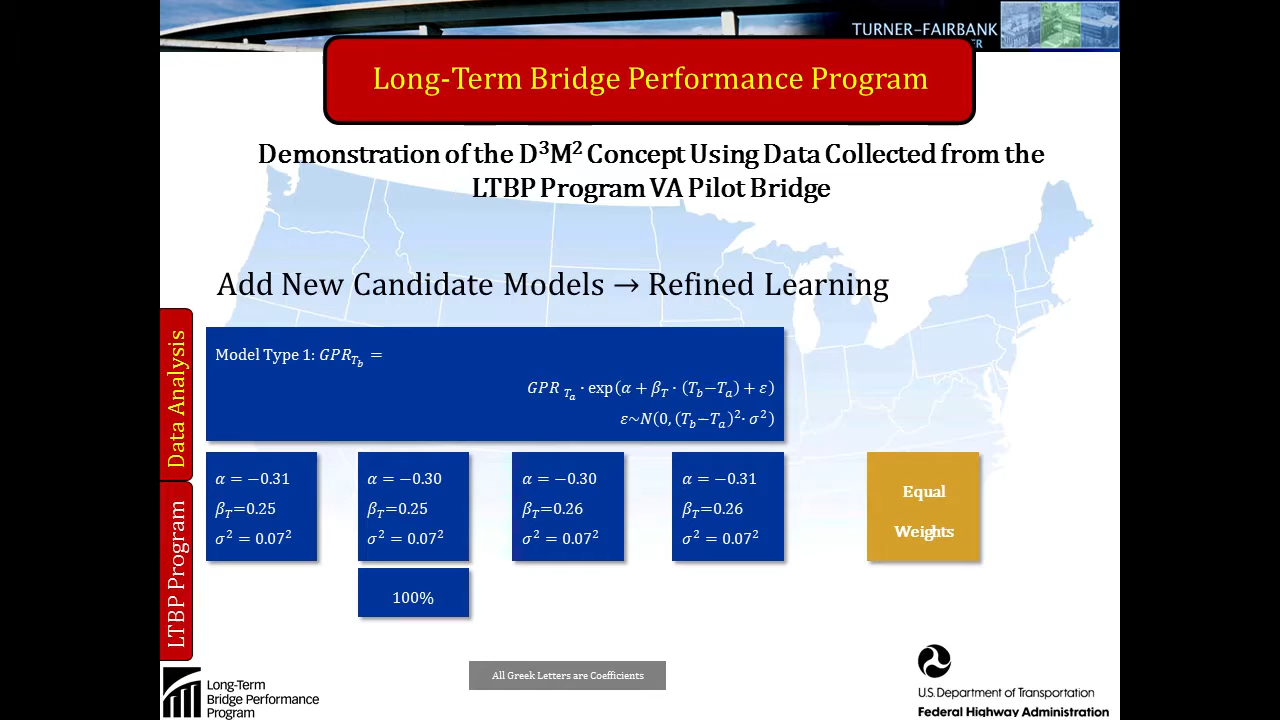 TURNER-FAIRBANK
ER
Long-Term Bridge Performance Program
Demonstration of the D³M² Concept Using Data Collected from the
LTBP Program VA Pilot Bridge
Add New Candidate Models → Refined Learning
Data Analysis
LTBP Program
Model Type 1: GPR_{T_b} =
GPR_{T_a} · exp(α + β_T · (T_b−T_a) + ε)
ε~N(0, (T_b−T_a)²· σ²)
α = −0.31
β_T=0.25
σ² = 0.07²
α = −0.30
β_T=0.25
σ² = 0.07²
α = −0.30
β_T=0.26
σ² = 0.07²
α = −0.31
β_T=0.26
σ² = 0.07²
Equal
Weights
100%
All Greek Letters are Coefficients
Long-Term
Bridge Performance
Program
U.S. Department of Transportation
Federal Highway Administration